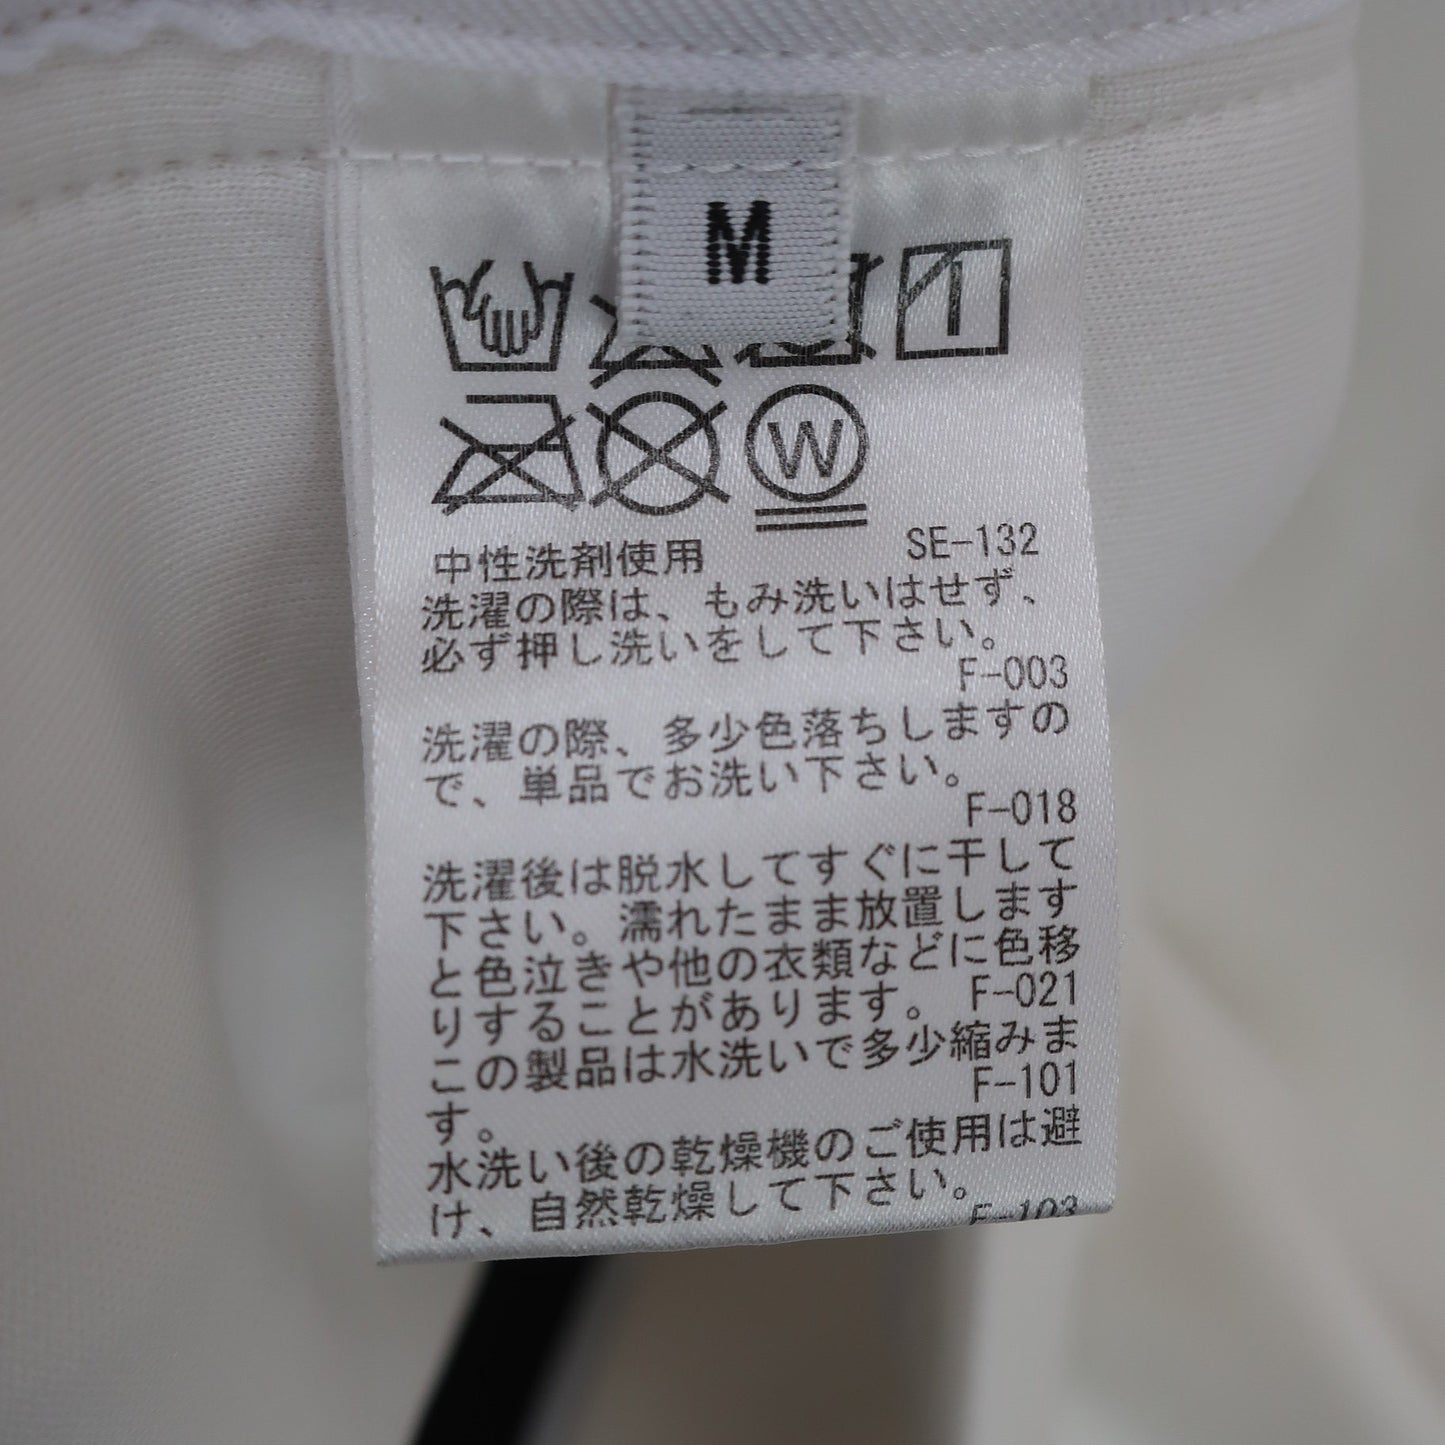 M
W
中性洗剤使用 SE-132
洗濯の際は、もみ洗いはせず、
必ず押し洗いをして下さい。
F-003
洗濯の際、多少色落ちしますの
で、単品でお洗い下さい。
F-018
洗濯後は脱水してすぐに干して
下さい。濡れたまま放置します
と色泣きや他の衣類などに色移
りすることがあります。 F-021
この製品は水洗いで多少縮みま
す。 F-101
水洗い後の乾燥機のご使用は避
け、自然乾燥して下さい。
F-103